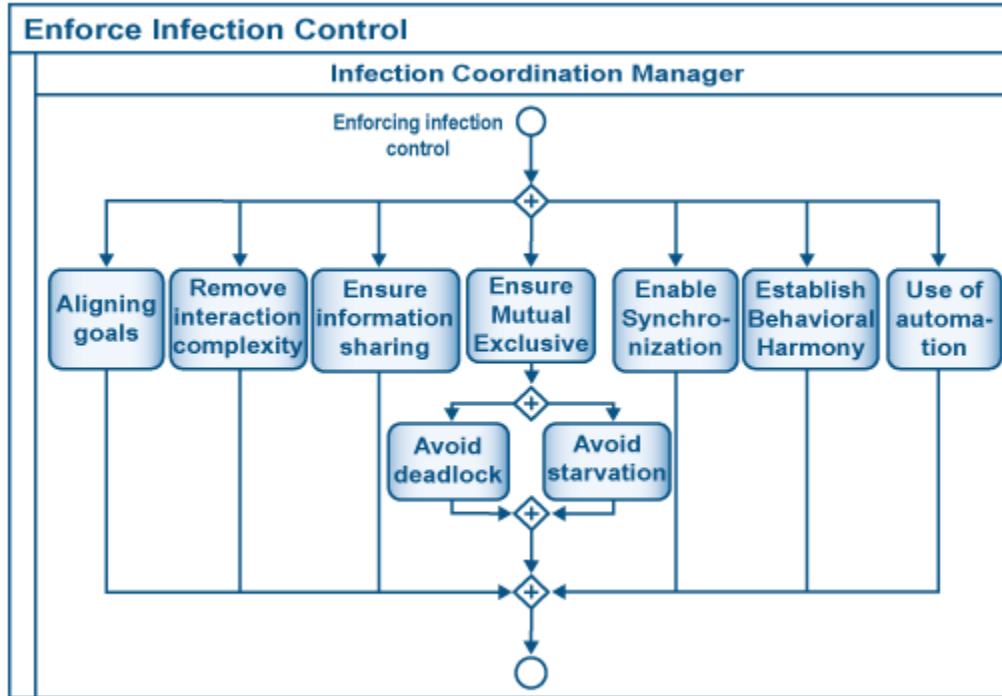 Enforce Infection Control
Infection Coordination Manager
Enforcing infection
control
Aligning
goals
Remove
interaction
complexity
Ensure
information
sharing
Ensure
Mutual
Exclusive
Enable
Synchro-
nization
Establish
Behavioral
Harmony
Use of
automa-
tion
Avoid
deadlock
Avoid
starvation